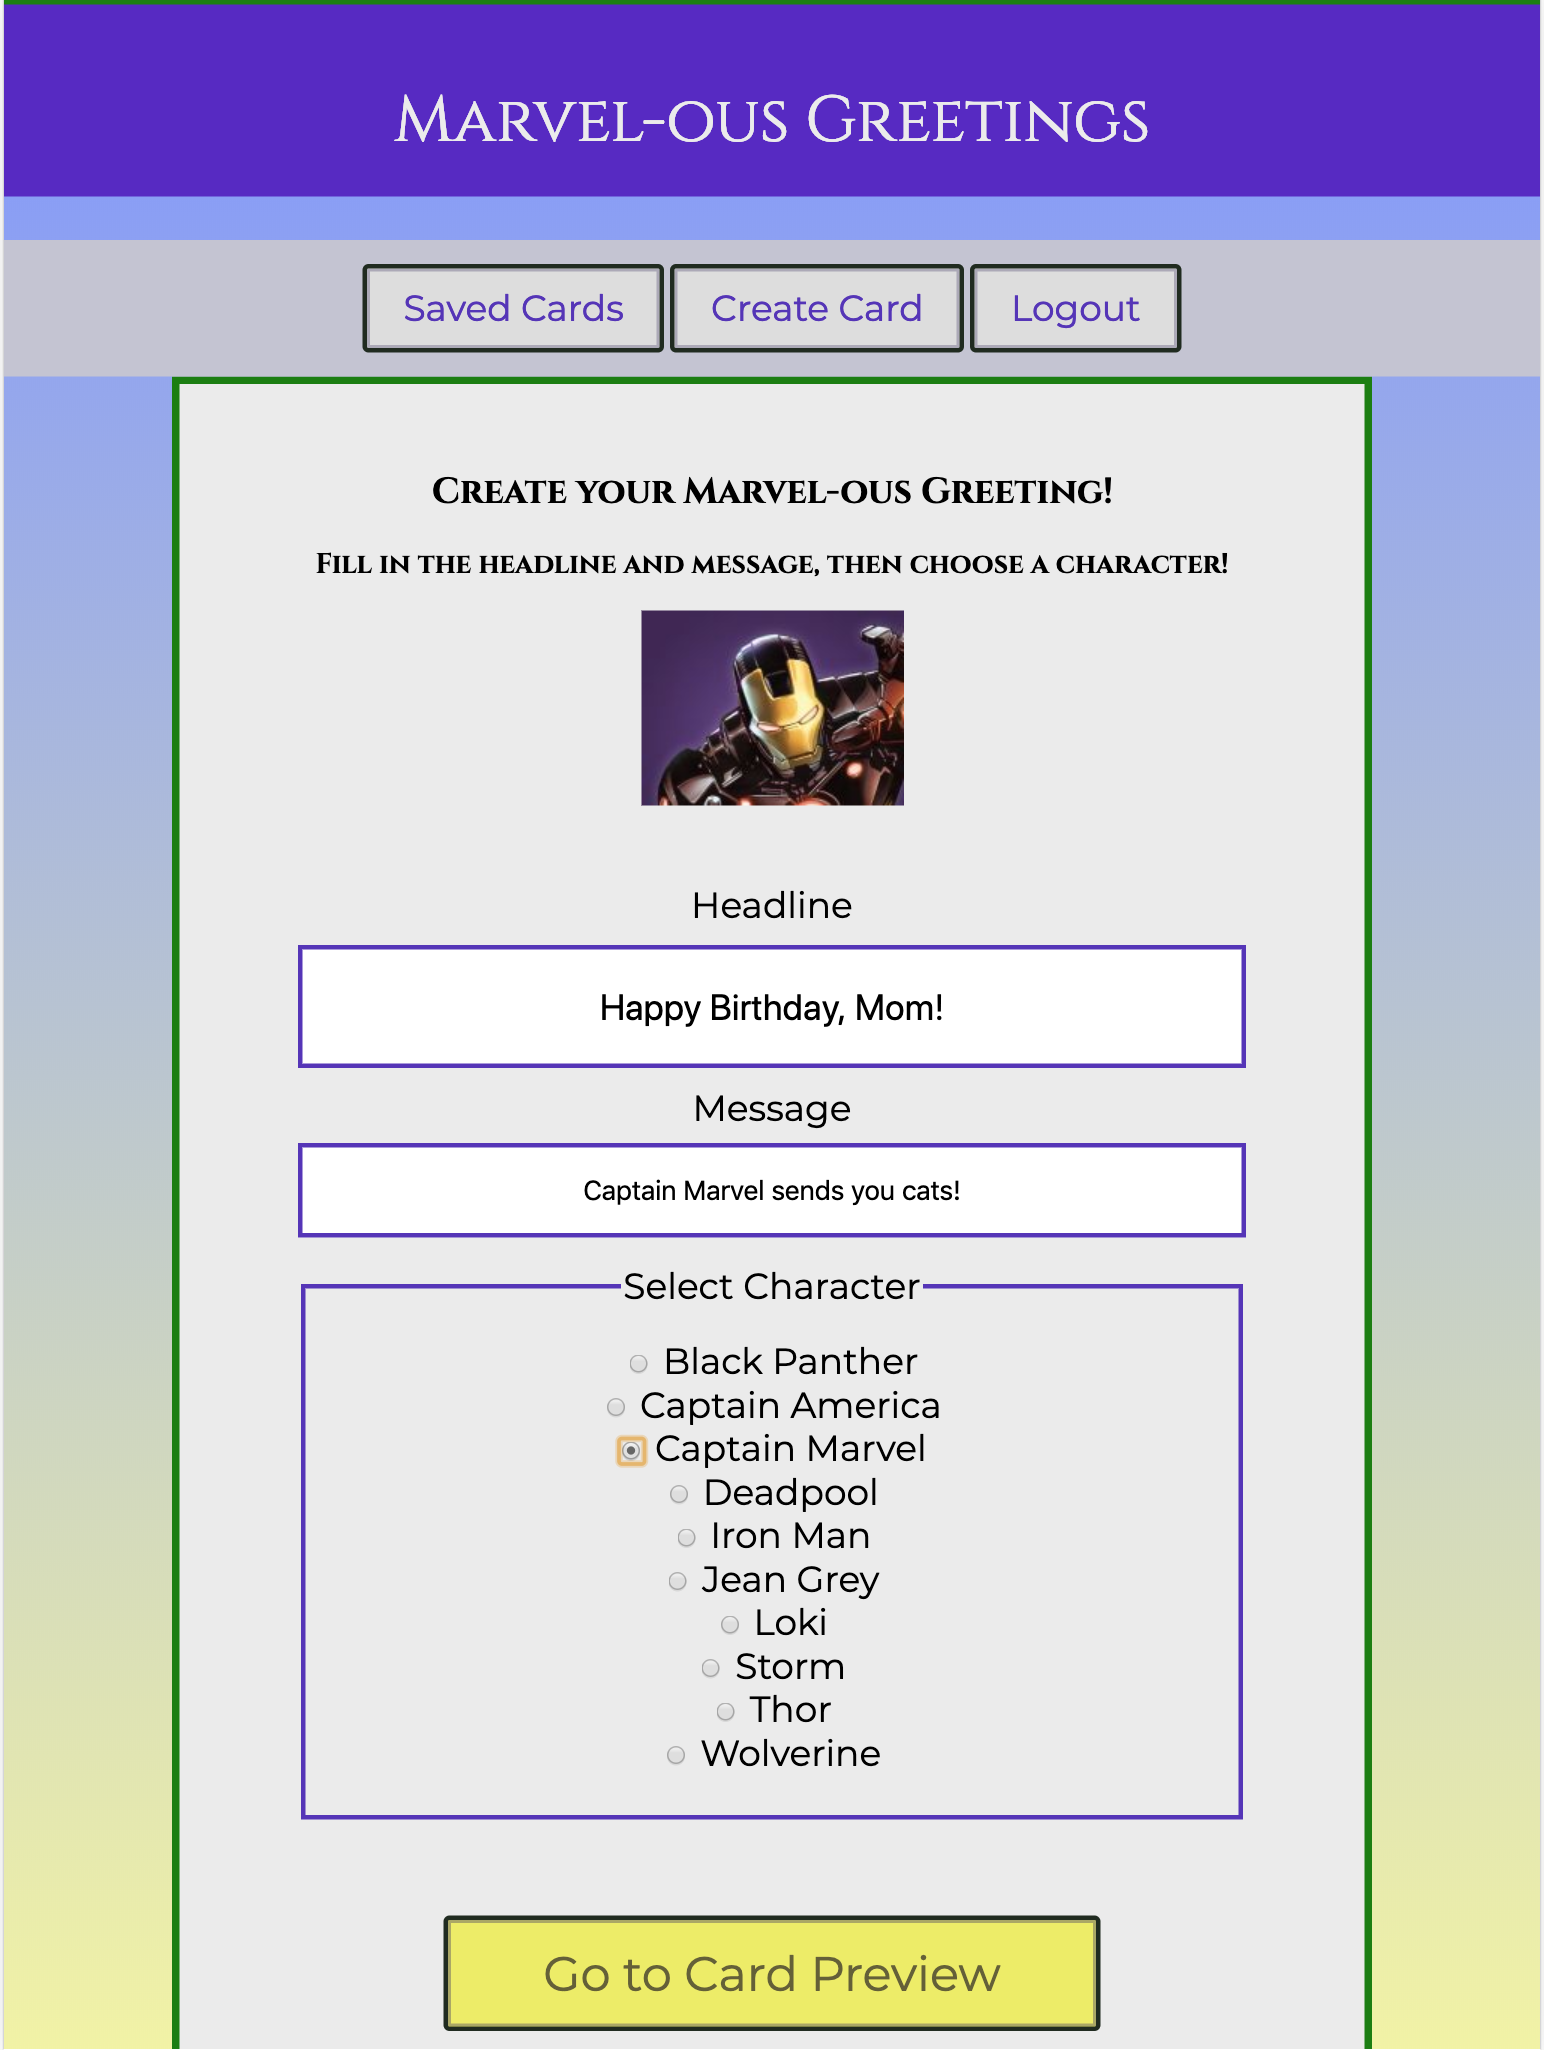 Marvel-ous Greetings
Saved Cards Create Card Logout
Create your Marvel-ous Greeting!
Fill in the headline and message, then choose a character!
Headline
Happy Birthday, Mom!
Message
Captain Marvel sends you cats!
Select Character
Black Panther
Captain America
Captain Marvel
Deadpool
Iron Man
Jean Grey
Loki
Storm
Thor
Wolverine
Go to Card Preview